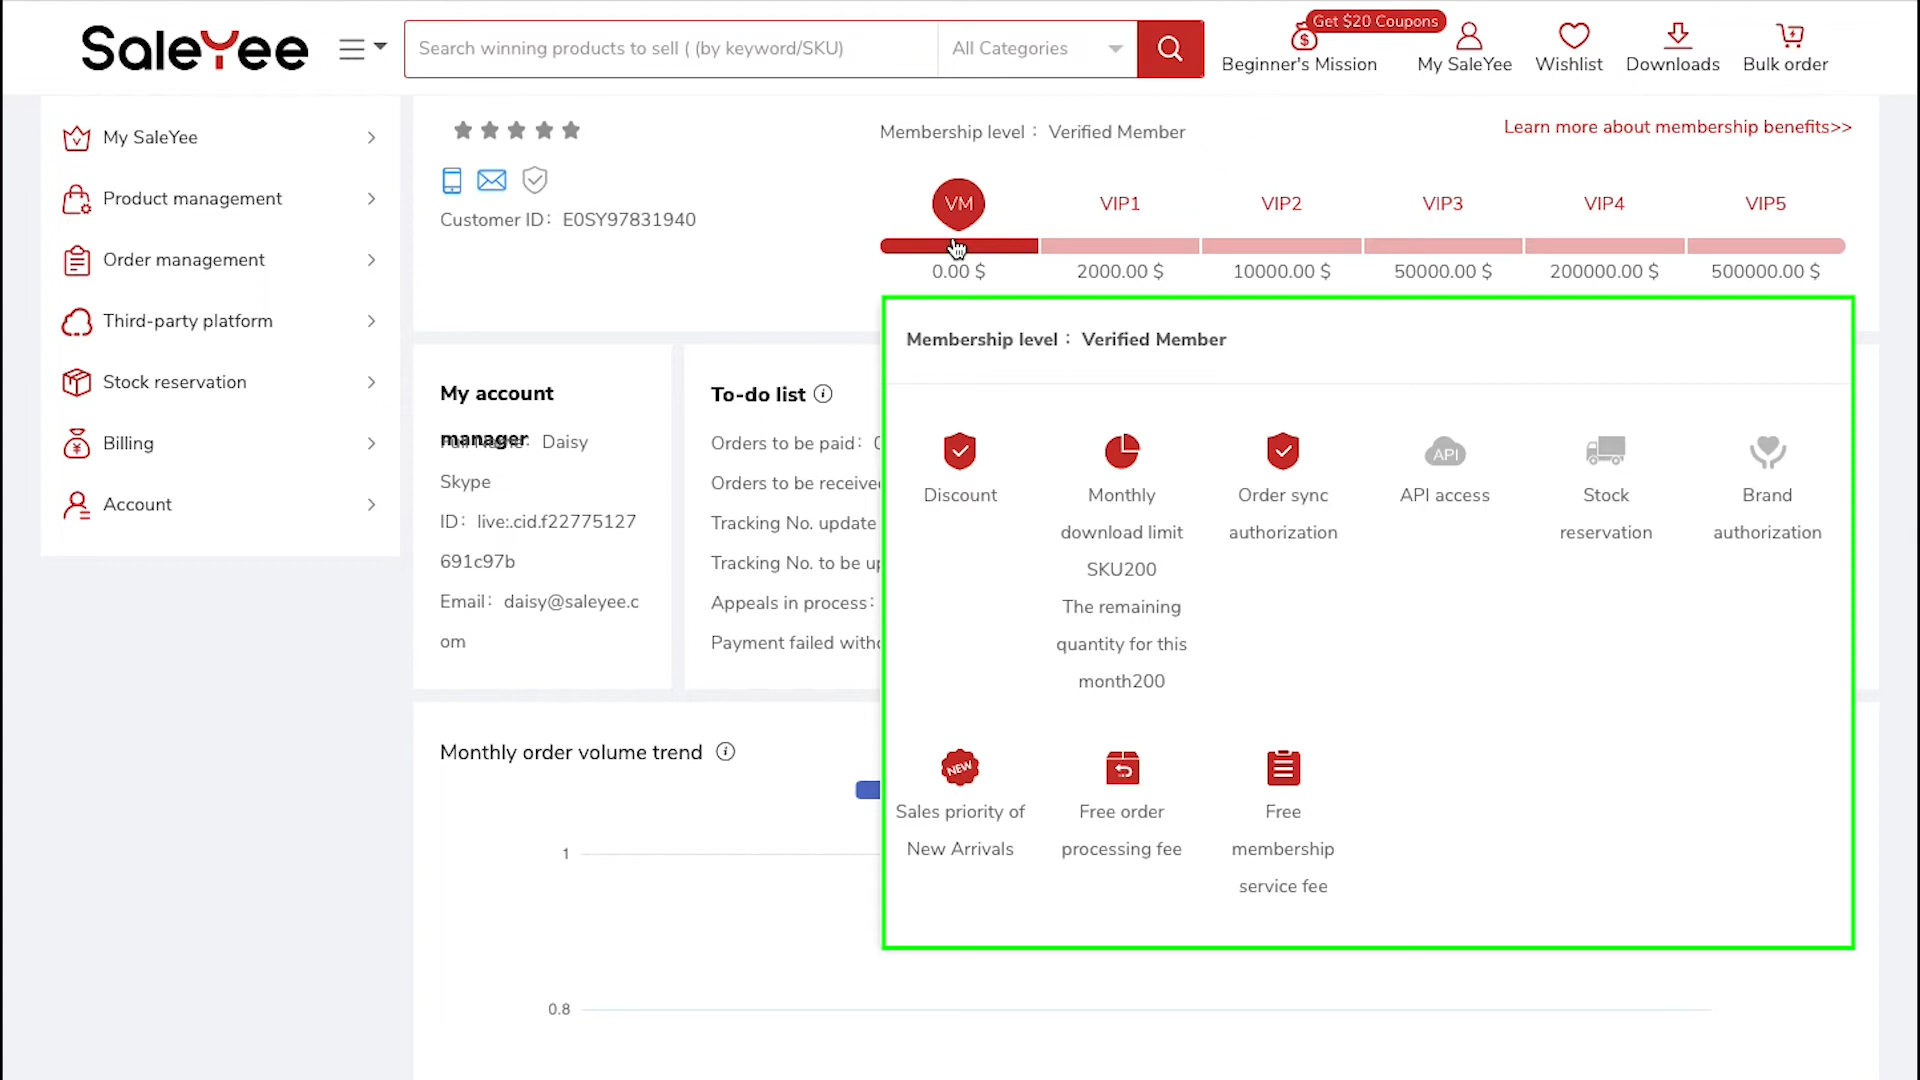 SaleYee
Search winning products to sell ( (by keyword/SKU)
All Categories
Get $20 Coupons
Beginner's Mission
My SaleYee
Wishlist
Downloads
Bulk order
My SaleYee
Product management
Order management
Third-party platform
Stock reservation
Billing
Account
Customer ID： E0SY97831940
Membership level： Verified Member
Learn more about membership benefits>>
VM
VIP1
VIP2
VIP3
VIP4
VIP5
0.00 $
2000.00 $
10000.00 $
50000.00 $
200000.00 $
500000.00 $
My account
manager
Daisy
Skype
ID： live:.cid.f22775127
691c97b
Email： daisy@saleyee.c
om
To-do list
Orders to be paid：
Orders to be receive
Tracking No. update
Tracking No. to be u
Appeals in process：
Payment failed with
Membership level： Verified Member
Discount
Monthly
download limit
SKU200
The remaining
quantity for this
month200
Order sync
authorization
API
API access
Stock
reservation
Brand
authorization
NEW
Sales priority of
New Arrivals
Free order
processing fee
Free
membership
service fee
Monthly order volume trend
1
0.8